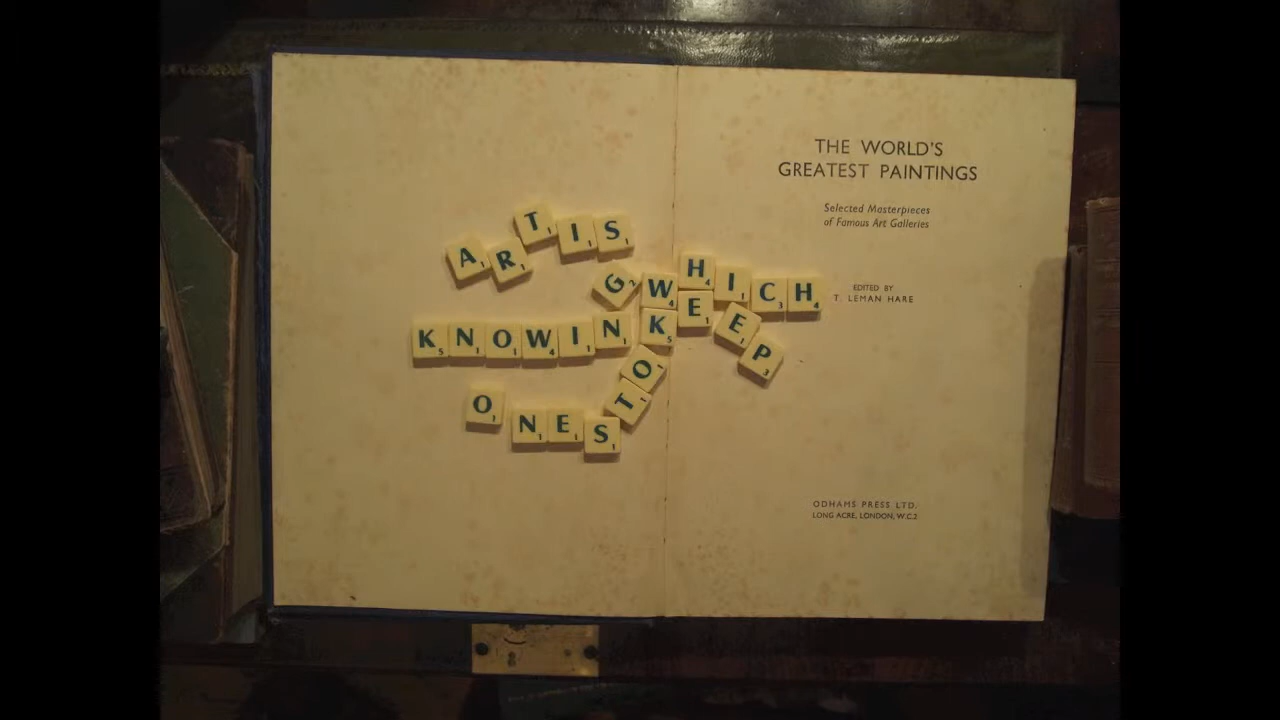 ART IS
KNOWING WHICH
ONES TO KEEP
THE WORLD'S
GREATEST PAINTINGS
Selected Masterpieces
of Famous Art Galleries
EDITED BY
T. LEMAN HARE
ODHAMS PRESS LTD.
LONG ACRE, LONDON, W.C.2